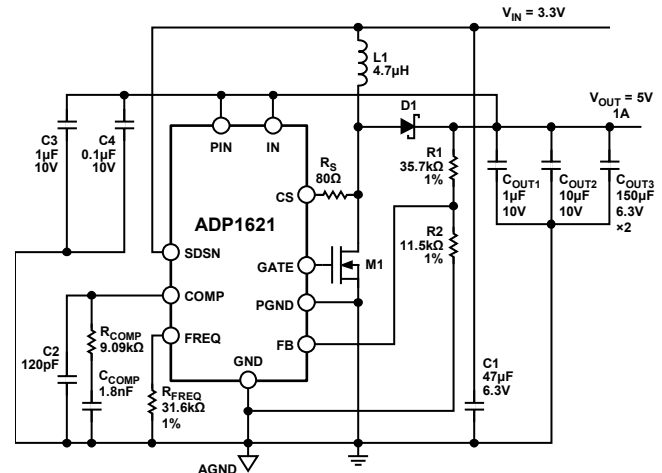 V_IN = 3.3V
L1
4.7µH
D1
V_OUT = 5V
1A
C3
1µF
10V
C4
0.1µF
10V
PIN
IN
R_S
80Ω
R1
35.7kΩ
1%
C_OUT1
1µF
10V
C_OUT2
10µF
10V
C_OUT3
150µF
6.3V
×2
CS
ADP1621
R2
11.5kΩ
1%
SDSN
GATE
M1
COMP
PGND
FREQ
FB
C2
120pF
R_COMP
9.09kΩ
C_COMP
1.8nF
R_FREQ
31.6kΩ
1%
GND
C1
47µF
6.3V
AGND